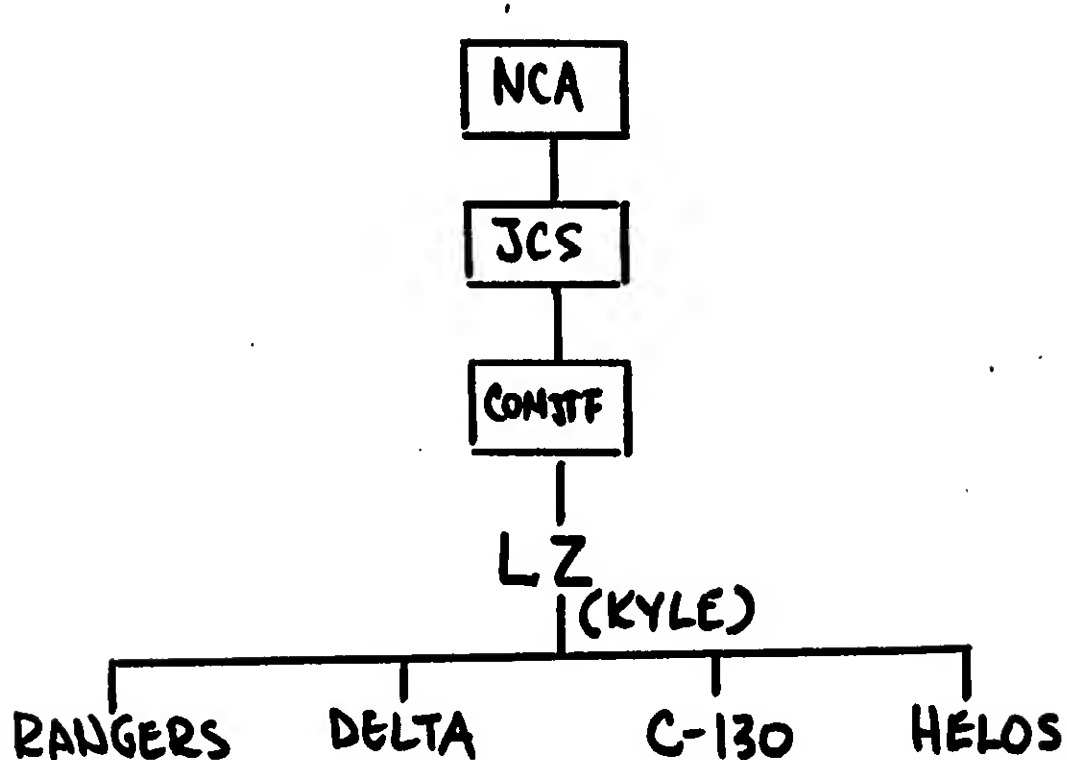 NCA
JCS
COMJTF
LZ
(KYLE)
RANGERS DELTA C-130 HELOS